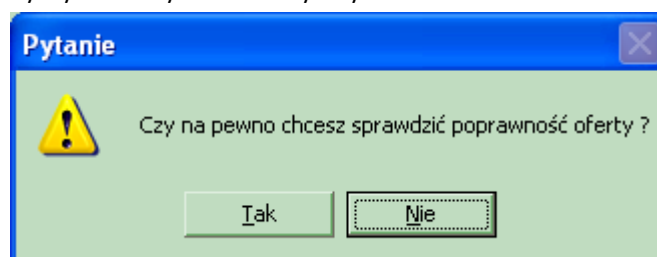 Pytanie
Czy na pewno chcesz sprawdzić poprawność oferty ?
Tak
Nie